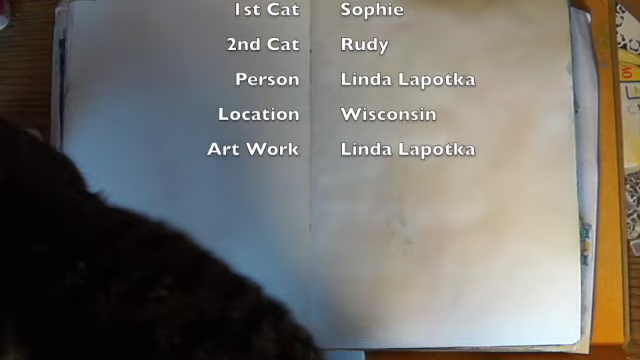 1st Cat Sophie
2nd Cat Rudy
Person Linda Lapotka
Location Wisconsin
Art Work Linda Lapotka